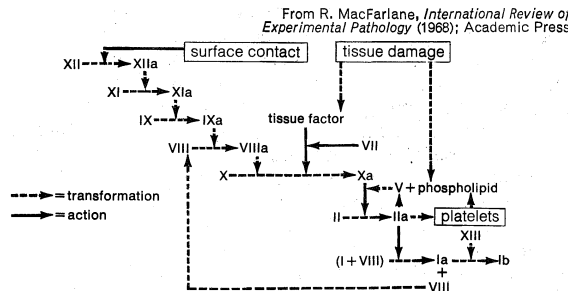 From R. MacFarlane, International Review of
Experimental Pathology (1968); Academic Press
surface contact
tissue damage
XII
XIIa
XI
XIa
IX
IXa
tissue factor
VIII
VIIIa
VII
X
Xa
V + phospholipid
= transformation
= action
II
IIa
platelets
XIII
(I + VIII)
Ia
Ib
+
VIII